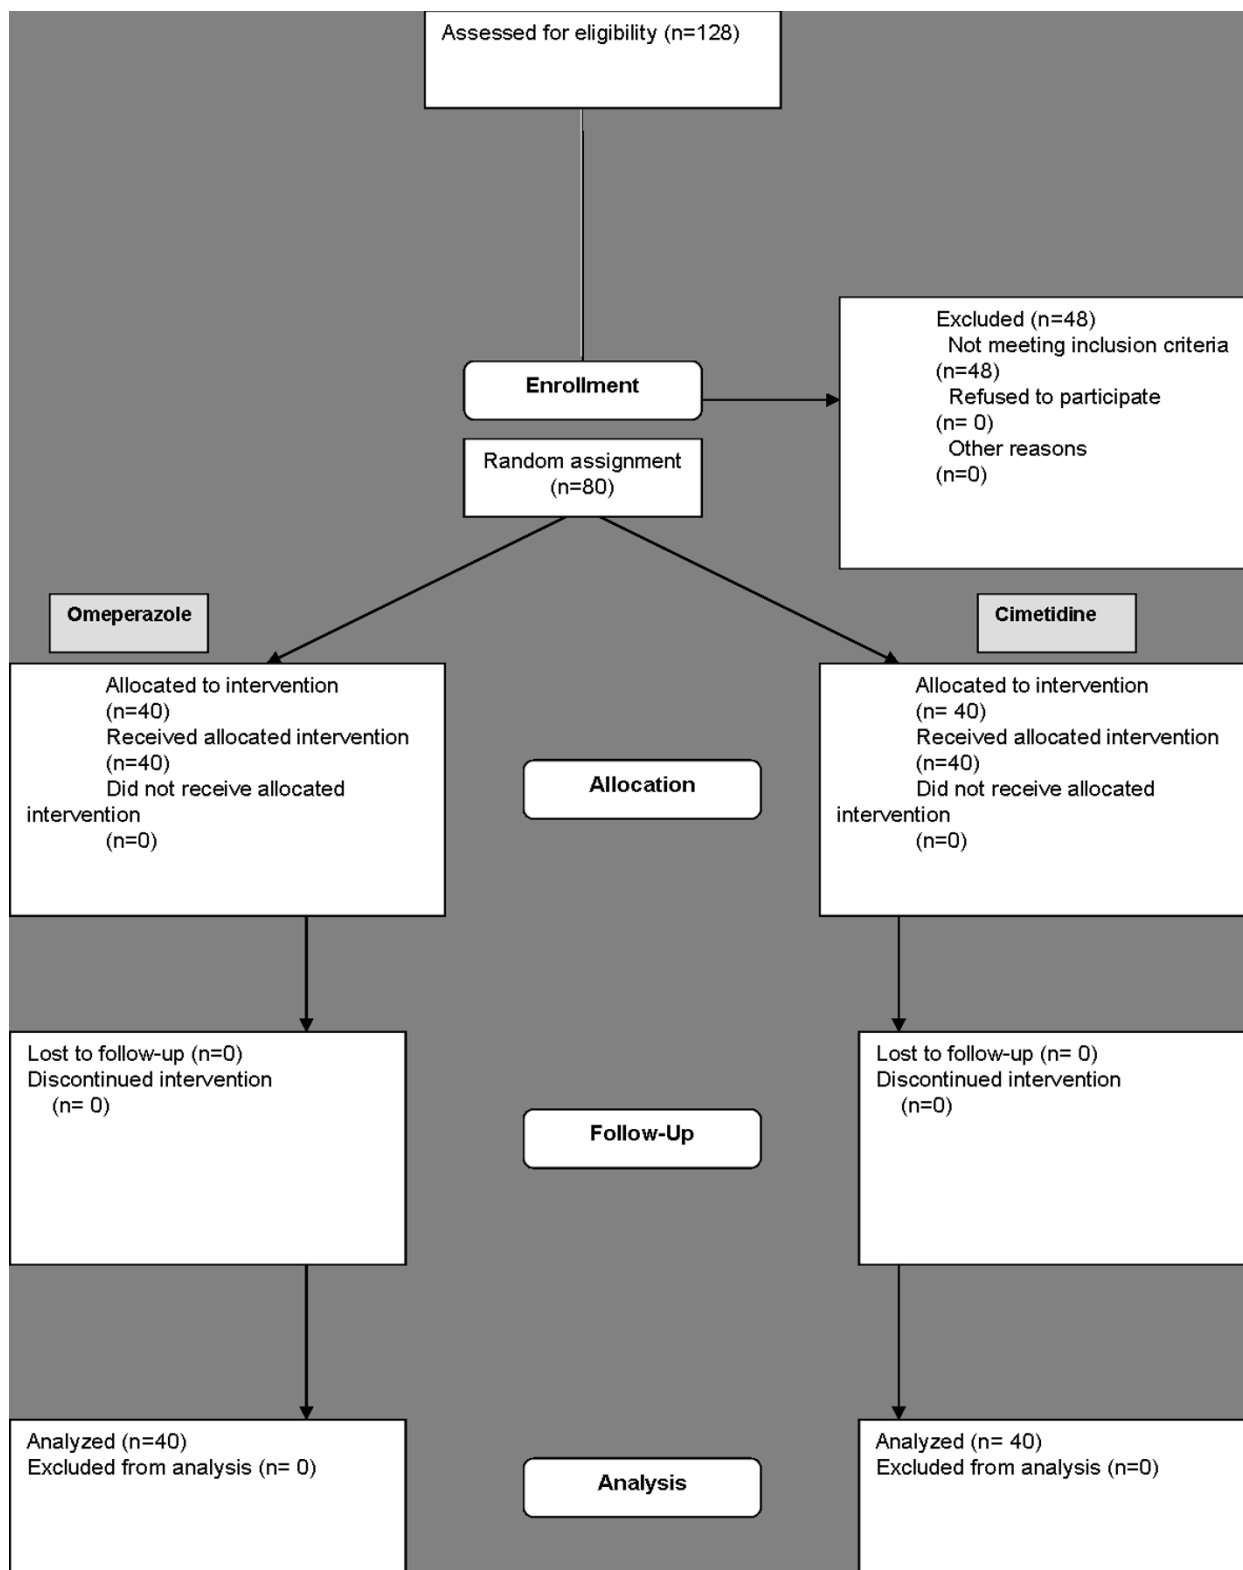 Assessed for eligibility (n=128)
Excluded (n=48)
Not meeting inclusion criteria
(n=48)
Refused to participate
(n= 0)
Other reasons
(n=0)
Enrollment
Random assignment
(n=80)
Omeperazole
Cimetidine
Allocated to intervention
(n=40)
Received allocated intervention
(n=40)
Did not receive allocated
intervention
(n=0)
Allocation
Allocated to intervention
(n= 40)
Received allocated intervention
(n=40)
Did not receive allocated
intervention
(n=0)
Lost to follow-up (n=0)
Discontinued intervention
(n= 0)
Follow-Up
Lost to follow-up (n= 0)
Discontinued intervention
(n=0)
Analyzed (n=40)
Excluded from analysis (n= 0)
Analysis
Analyzed (n= 40)
Excluded from analysis (n=0)